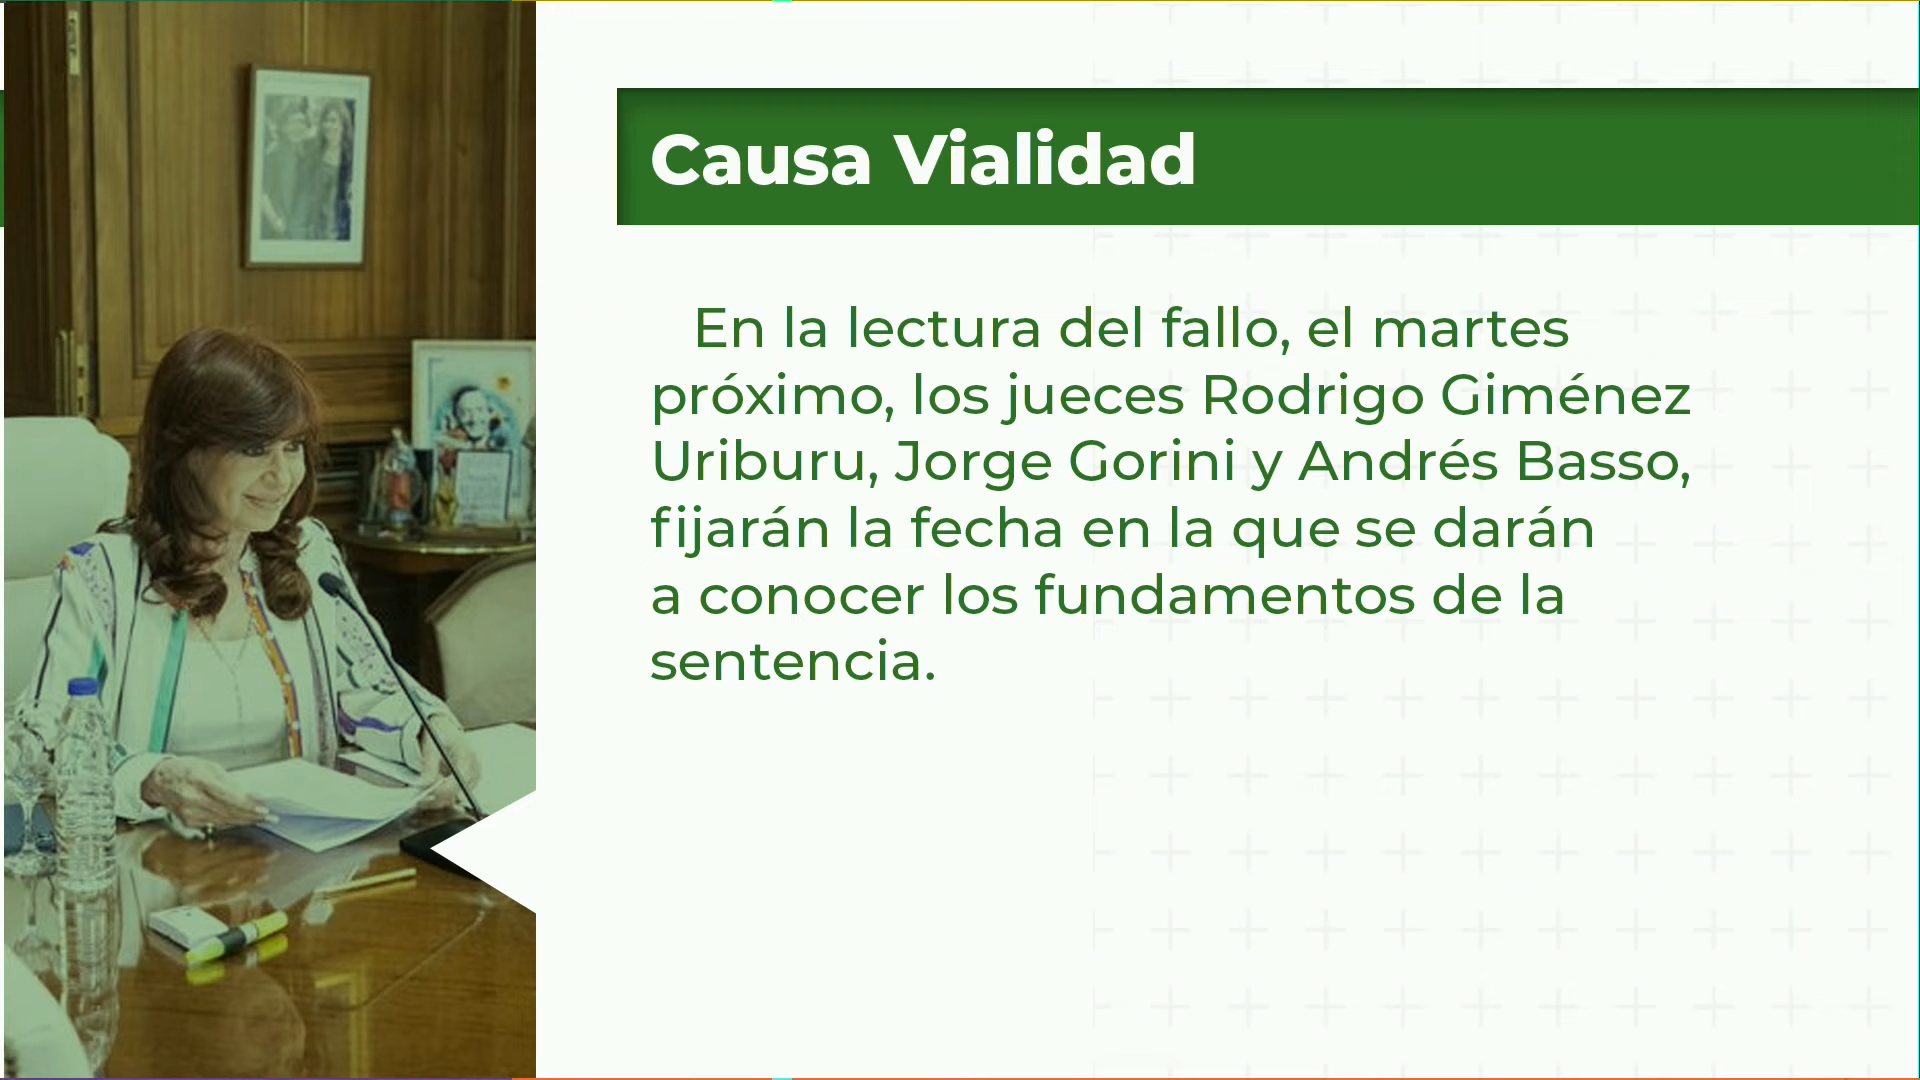 Causa Vialidad
En la lectura del fallo, el martes
próximo, los jueces Rodrigo Giménez
Uriburu, Jorge Gorini y Andrés Basso,
fijarán la fecha en la que se darán
a conocer los fundamentos de la
sentencia.